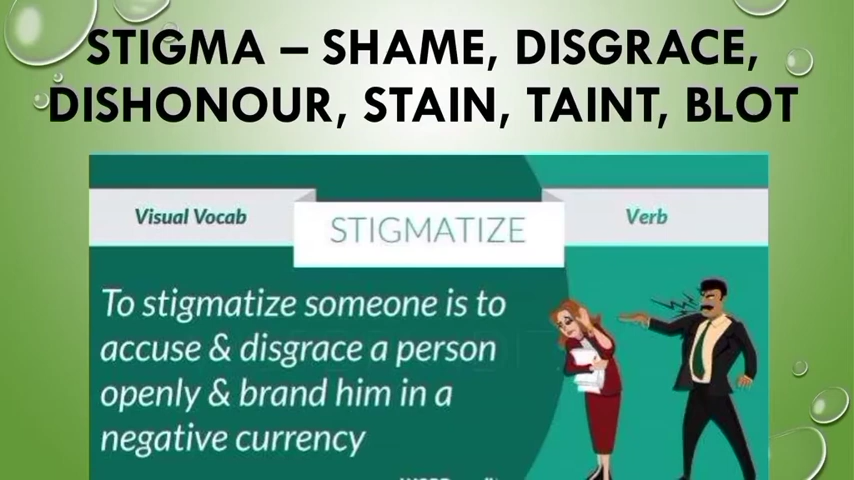 STIGMA – SHAME, DISGRACE,
DISHONOUR, STAIN, TAINT, BLOT
Visual Vocab
STIGMATIZE
Verb
To stigmatize someone is to
accuse & disgrace a person
openly & brand him in a
negative currency